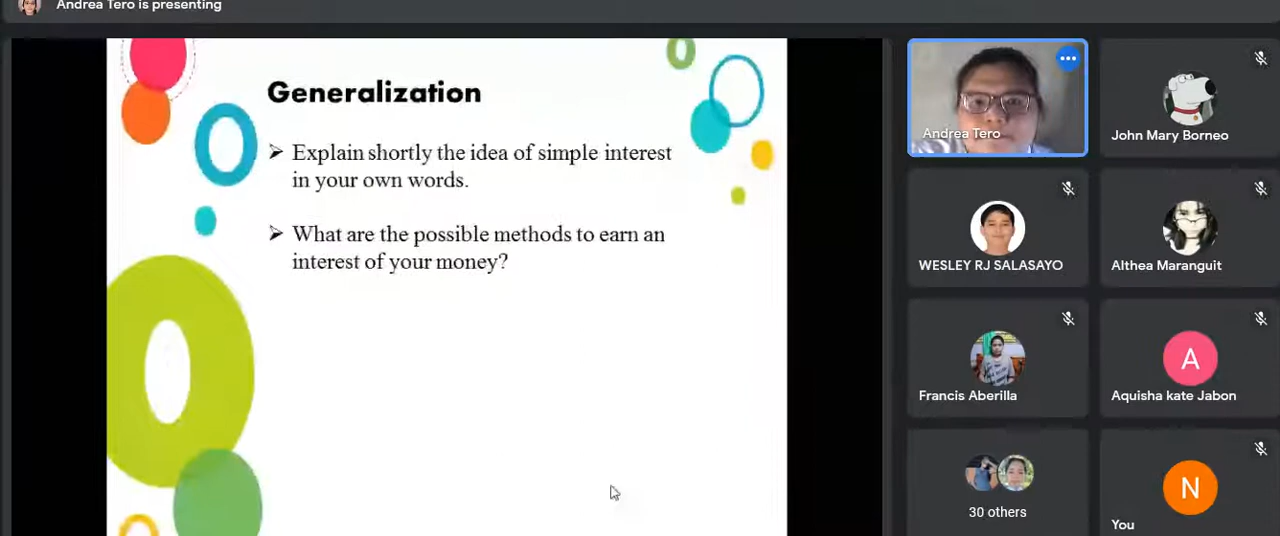 Andrea Tero is presenting
Generalization
➢ Explain shortly the idea of simple interest
in your own words.
➢ What are the possible methods to earn an
interest of your money?
Andrea Tero
John Mary Borneo
WESLEY RJ SALASAYO
Althea Maranguit
Francis Aberilla
A
Aquisha kate Jabon
30 others
N
You